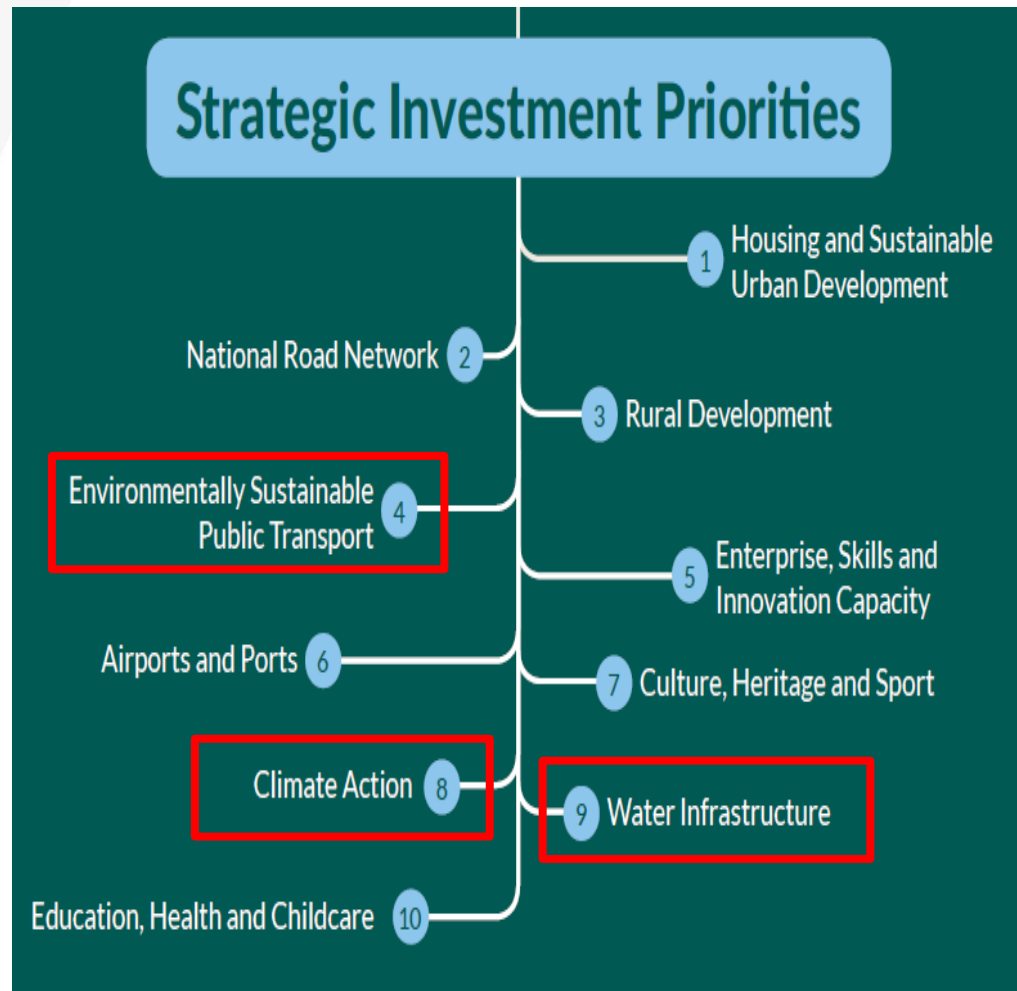 Strategic Investment Priorities
1 Housing and Sustainable
Urban Development
National Road Network 2
3 Rural Development
Environmentally Sustainable
Public Transport 4
5 Enterprise, Skills and
Innovation Capacity
Airports and Ports 6
7 Culture, Heritage and Sport
Climate Action 8
9 Water Infrastructure
Education, Health and Childcare 10